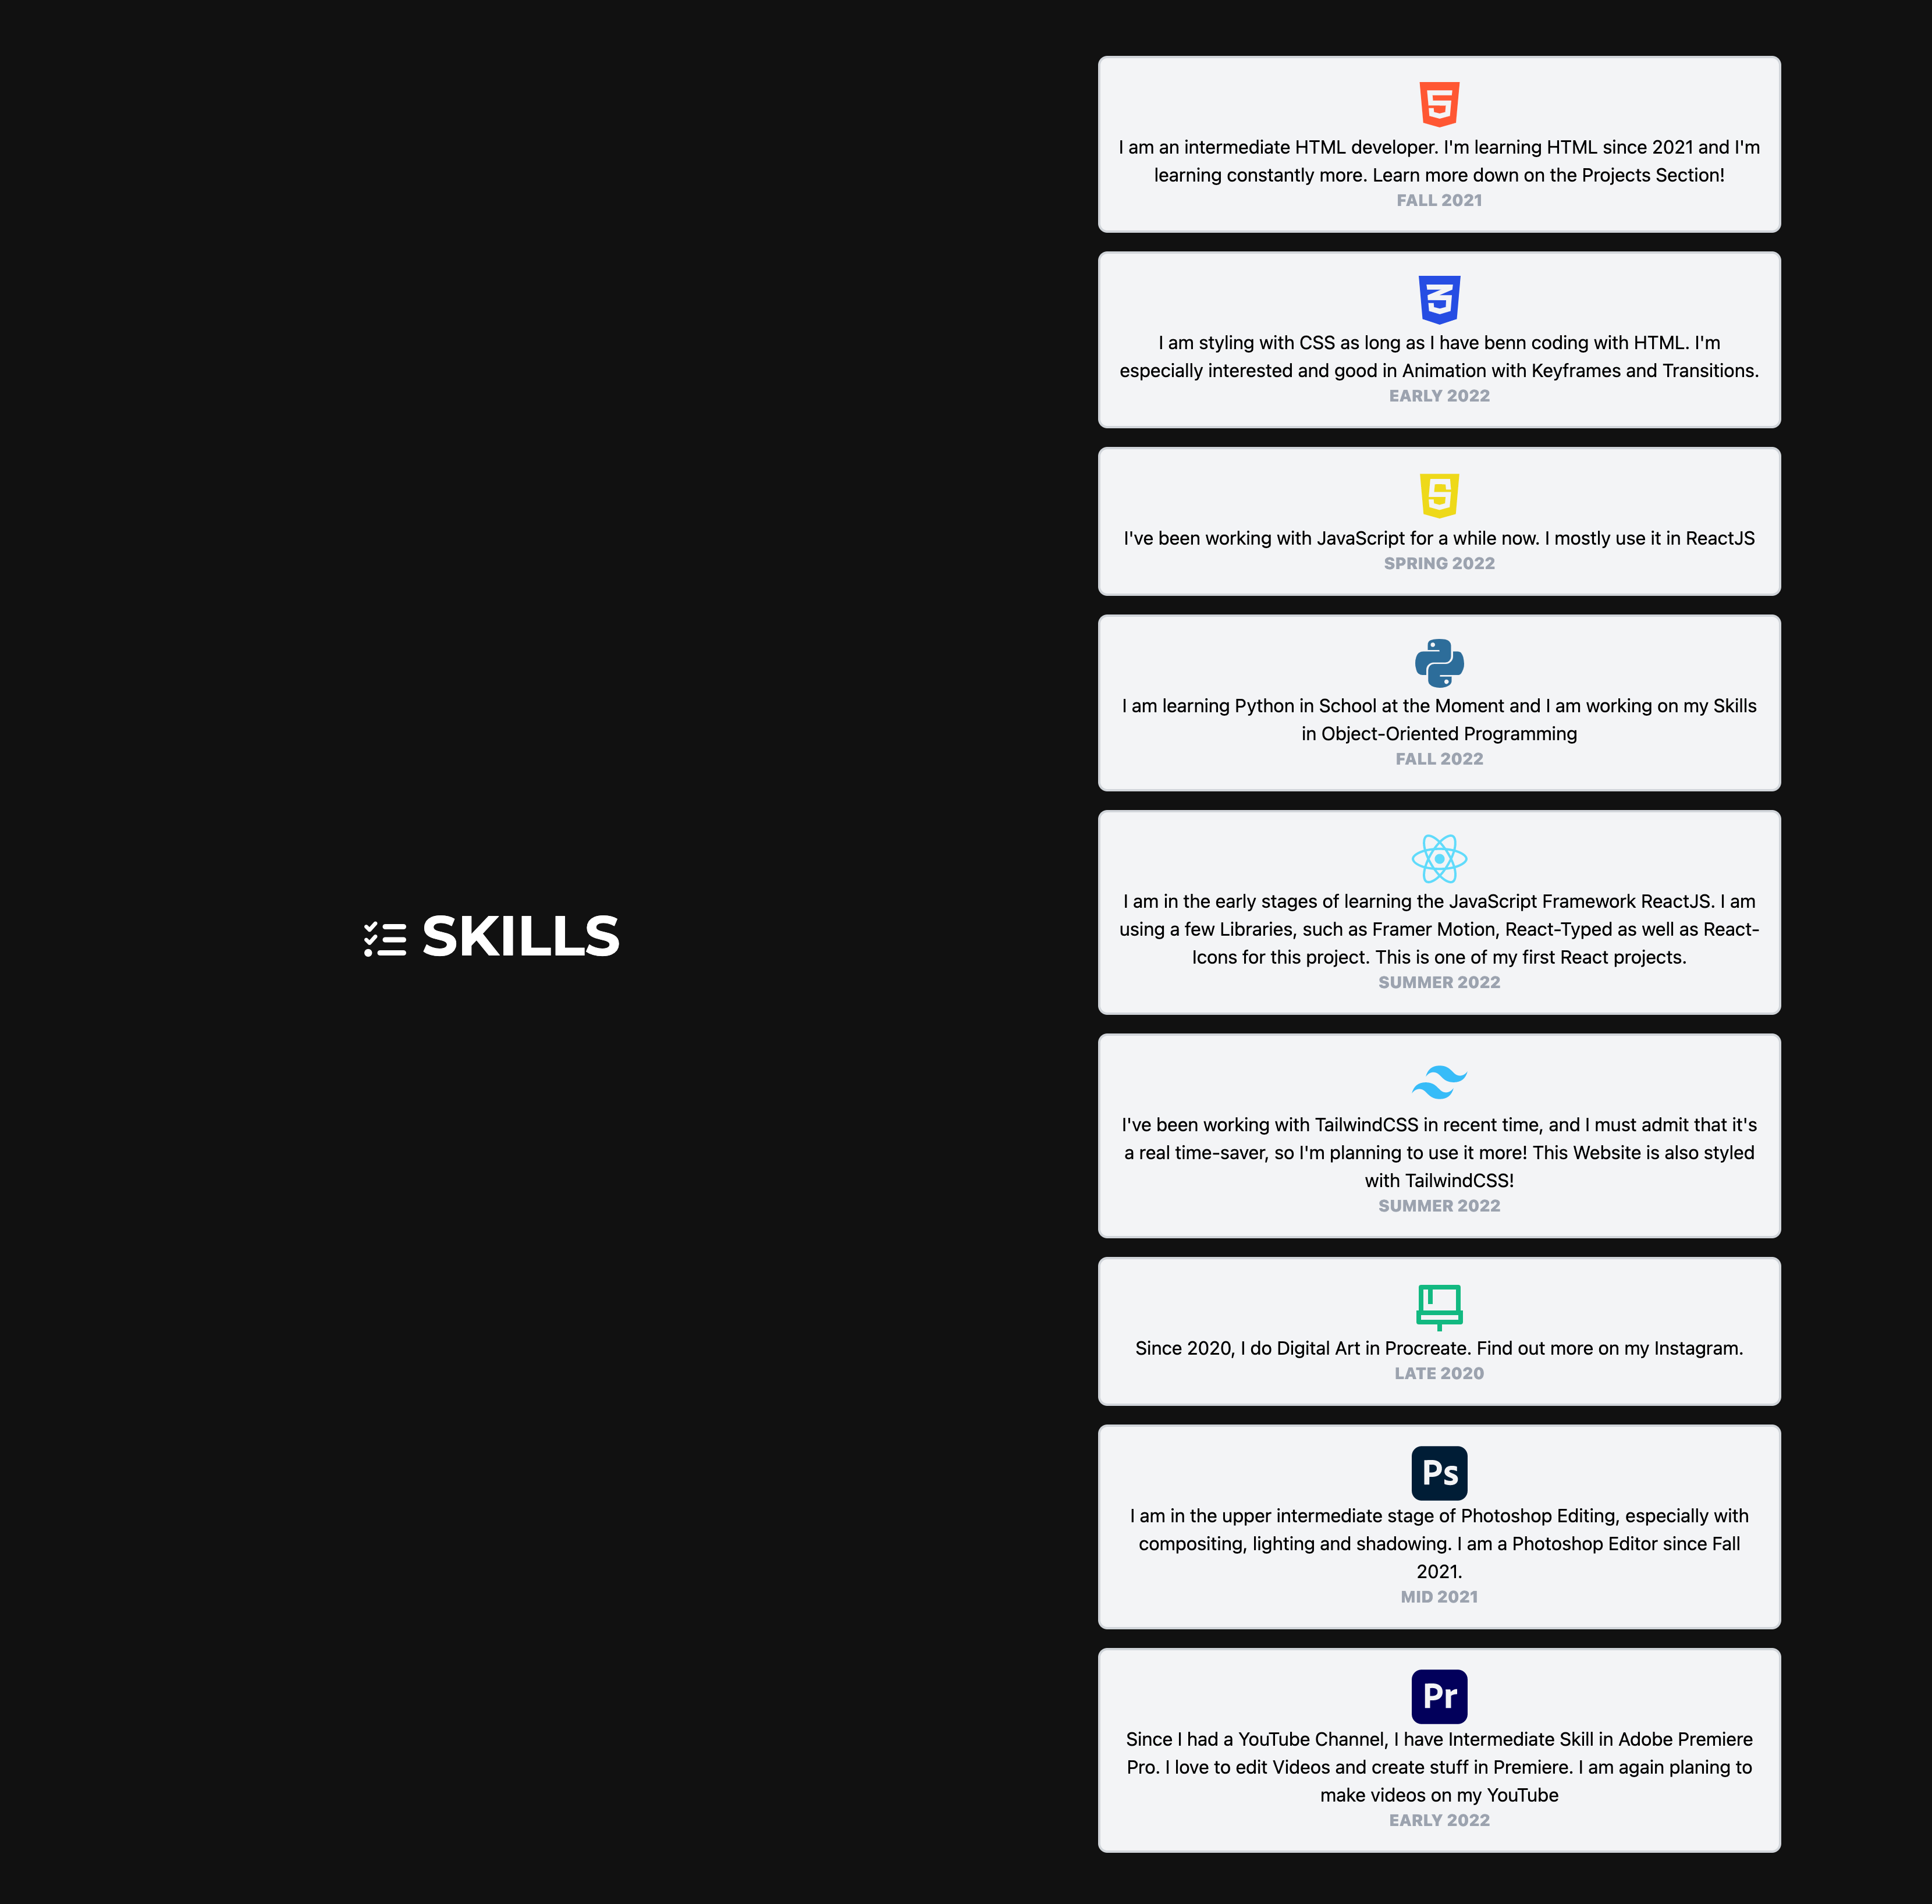 SKILLS
I am an intermediate HTML developer. I'm learning HTML since 2021 and I'm
learning constantly more. Learn more down on the Projects Section!
FALL 2021
I am styling with CSS as long as I have benn coding with HTML. I'm
especially interested and good in Animation with Keyframes and Transitions.
EARLY 2022
I've been working with JavaScript for a while now. I mostly use it in ReactJS
SPRING 2022
I am learning Python in School at the Moment and I am working on my Skills
in Object-Oriented Programming
FALL 2022
I am in the early stages of learning the JavaScript Framework ReactJS. I am
using a few Libraries, such as Framer Motion, React-Typed as well as React-
Icons for this project. This is one of my first React projects.
SUMMER 2022
I've been working with TailwindCSS in recent time, and I must admit that it's
a real time-saver, so I'm planning to use it more! This Website is also styled
with TailwindCSS!
SUMMER 2022
Since 2020, I do Digital Art in Procreate. Find out more on my Instagram.
LATE 2020
Ps
I am in the upper intermediate stage of Photoshop Editing, especially with
compositing, lighting and shadowing. I am a Photoshop Editor since Fall
2021.
MID 2021
Pr
Since I had a YouTube Channel, I have Intermediate Skill in Adobe Premiere
Pro. I love to edit Videos and create stuff in Premiere. I am again planing to
make videos on my YouTube
EARLY 2022